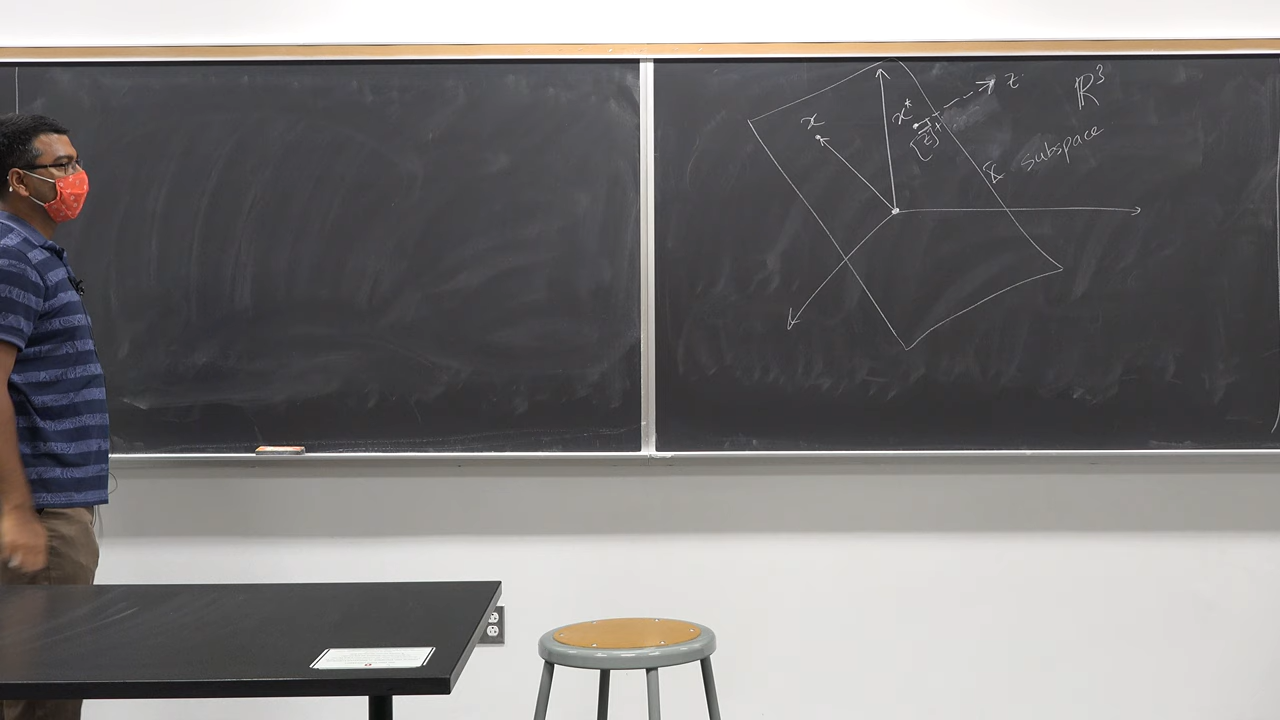 z
ℝ³
x
x*
[z]⁺
subspace